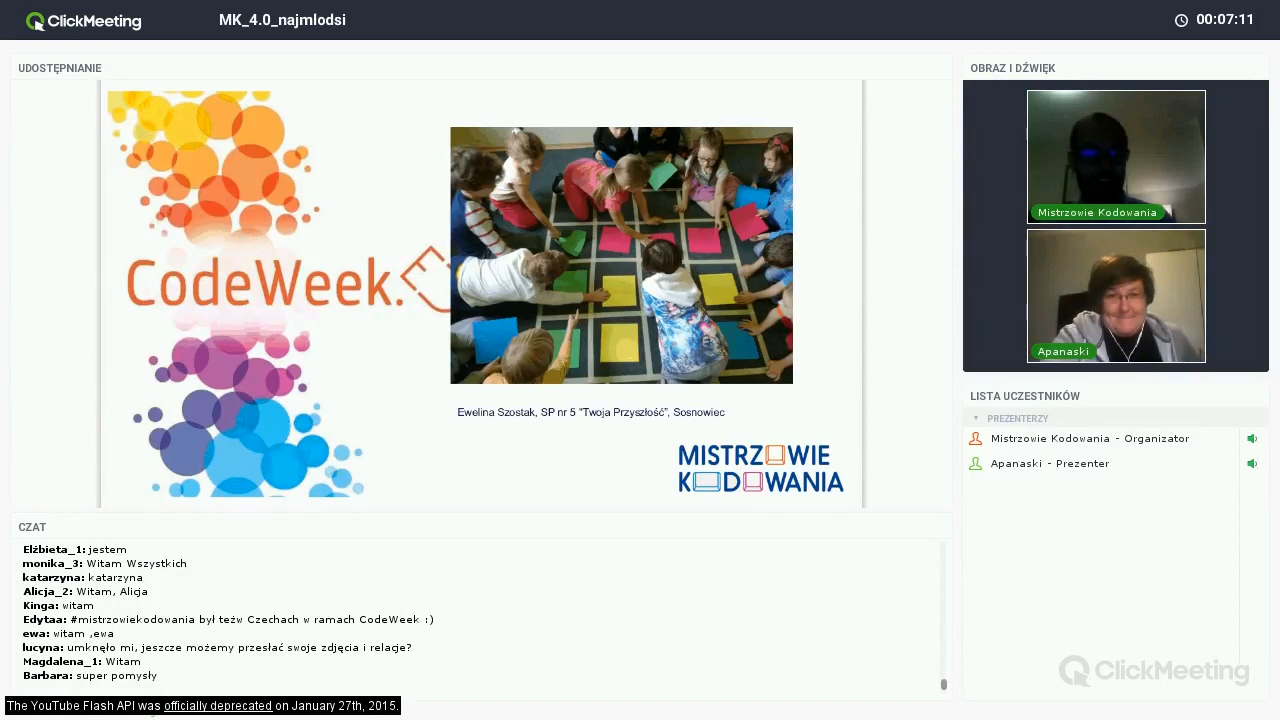 ClickMeeting
MK_4.0_najmlodsi
00:07:11
UDOSTĘPNIANIE
CodeWeek.
Ewelina Szostak, SP nr 5 "Twoja Przyszłość", Sosnowiec
MISTRZOWIE
KODOWANIA
OBRAZ I DŹWIĘK
Mistrzowie Kodowania
Apanaski
LISTA UCZESTNIKÓW
PREZENTERZY
Mistrzowie Kodowania - Organizator
Apanaski - Prezenter
CZAT
Elżbieta_1: jestem
monika_3: Witam Wszystkich
katarzyna: katarzyna
Alicja_2: Witam, Alicja
Kinga: witam
Edytaa: #mistrzowiekodowania był teżw Czechach w ramach CodeWeek :)
ewa: witam ,ewa
lucyna: umknęło mi, jeszcze możemy przesłać swoje zdjęcia i relacje?
Magdalena_1: Witam
Barbara: super pomysły
ClickMeeting
The YouTube Flash API was officially deprecated on January 27th, 2015.